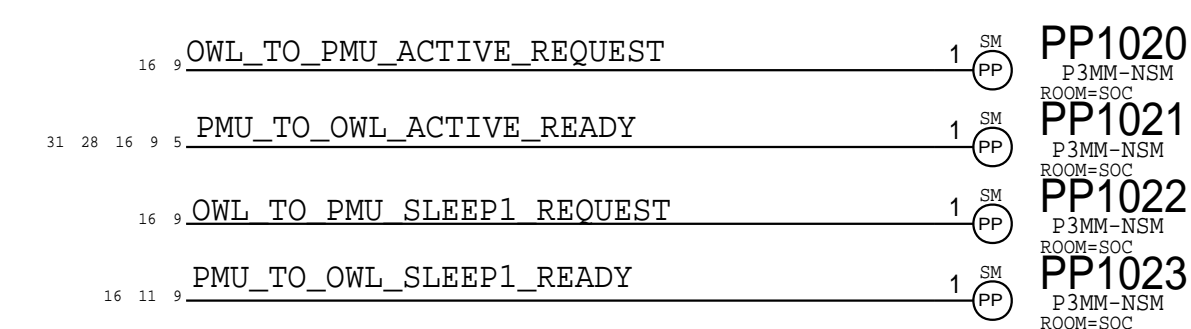 16 9 OWL_TO_PMU_ACTIVE_REQUEST 1 SM PP PP1020
P3MM-NSM
ROOM=SOC
31 28 16 9 5 PMU_TO_OWL_ACTIVE_READY 1 SM PP PP1021
P3MM-NSM
ROOM=SOC
16 9 OWL_TO_PMU_SLEEP1_REQUEST 1 SM PP PP1022
P3MM-NSM
ROOM=SOC
16 11 9 PMU_TO_OWL_SLEEP1_READY 1 SM PP PP1023
P3MM-NSM
ROOM=SOC